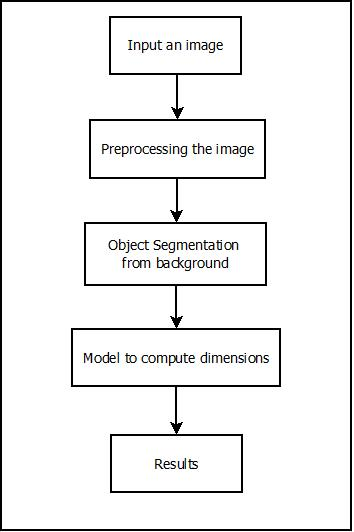 Input an image
Preprocessing the image
Object Segmentation
from background
Model to compute dimensions
Results